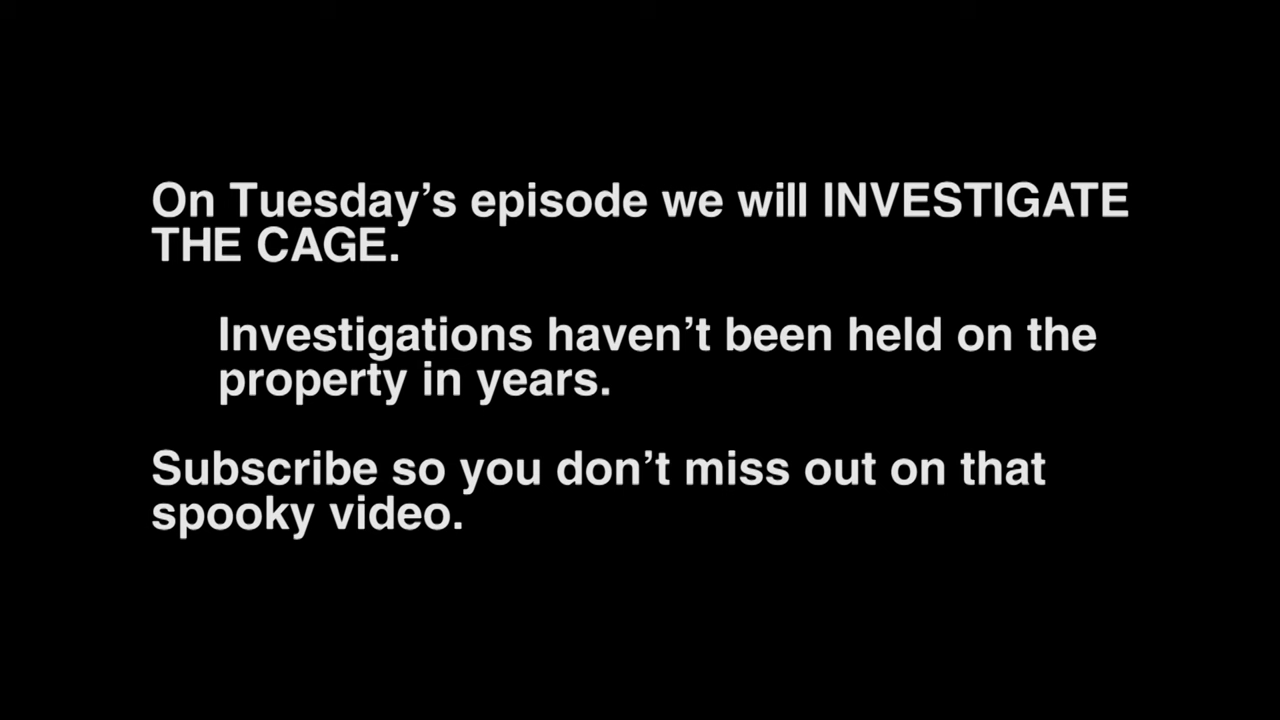 On Tuesday’s episode we will INVESTIGATE
THE CAGE.
Investigations haven’t been held on the
property in years.
Subscribe so you don’t miss out on that
spooky video.